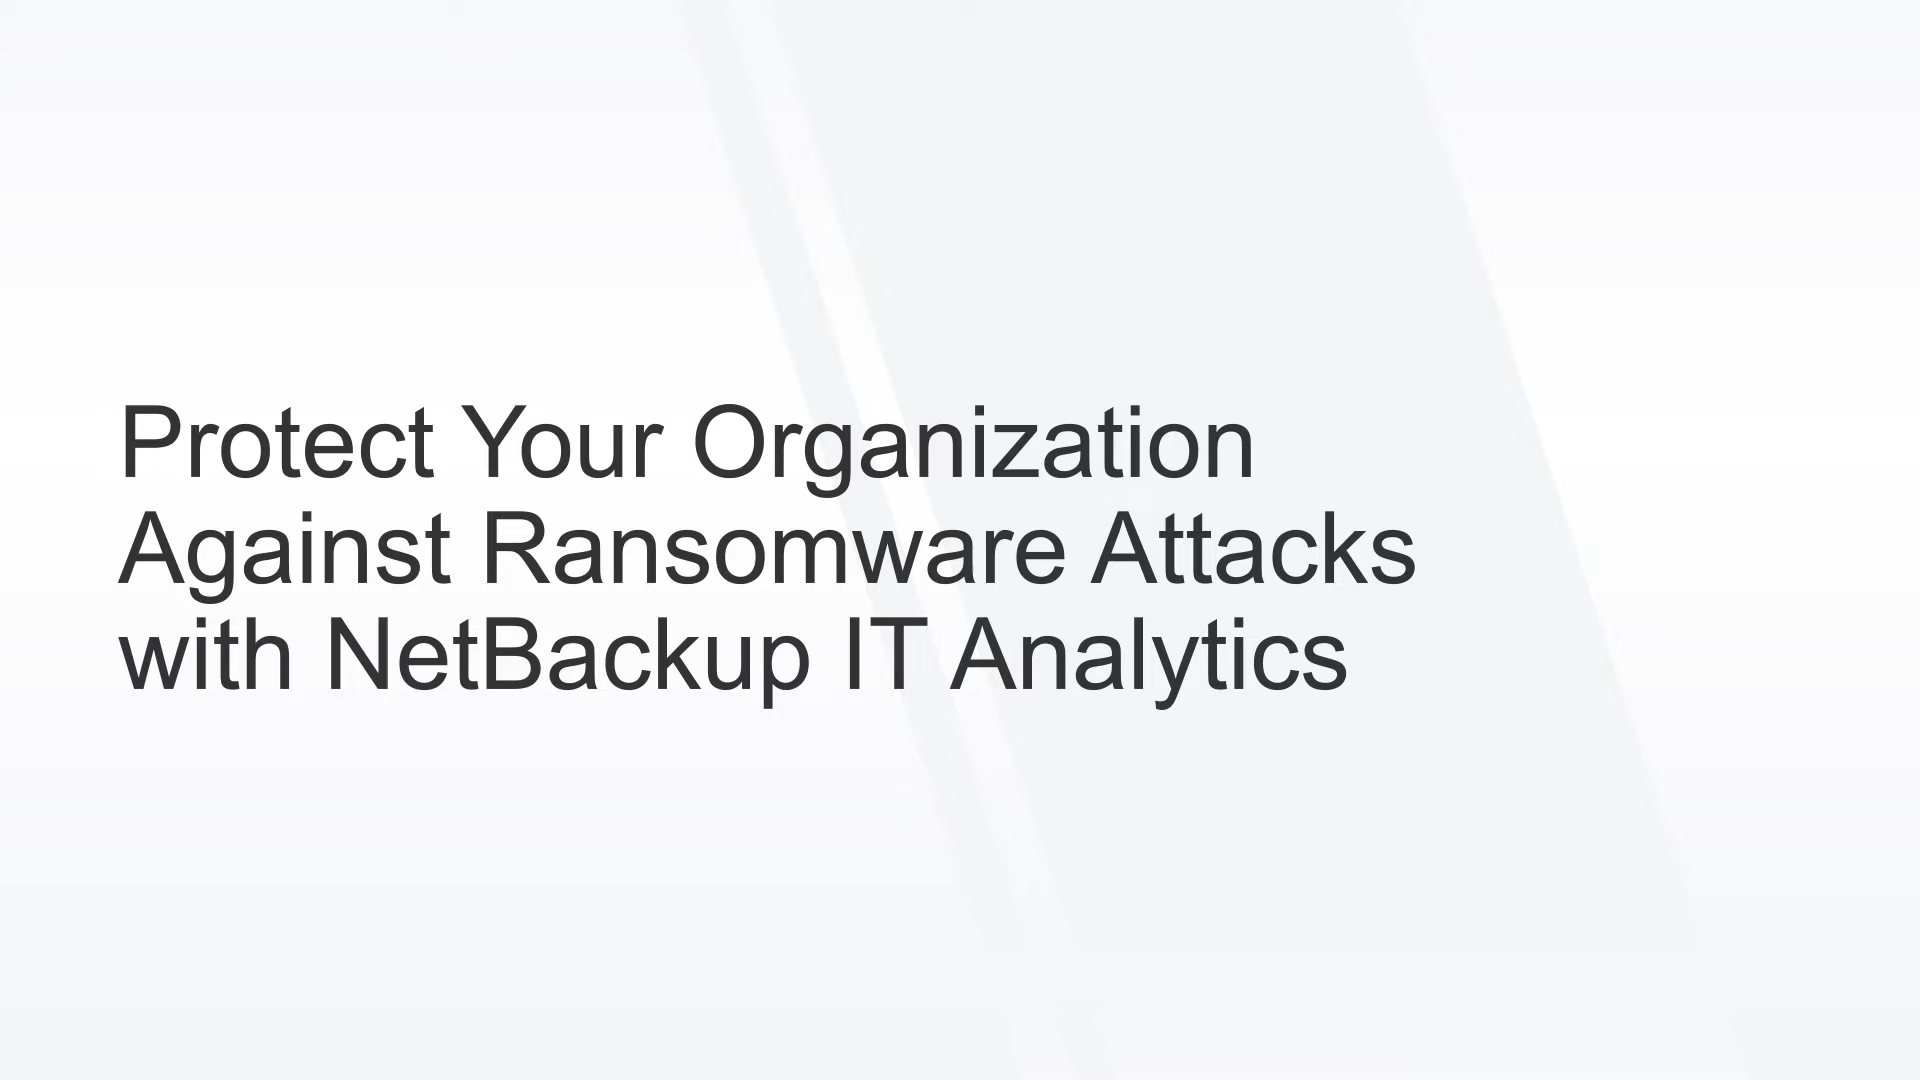 Protect Your Organization
Against Ransomware Attacks
with NetBackup IT Analytics